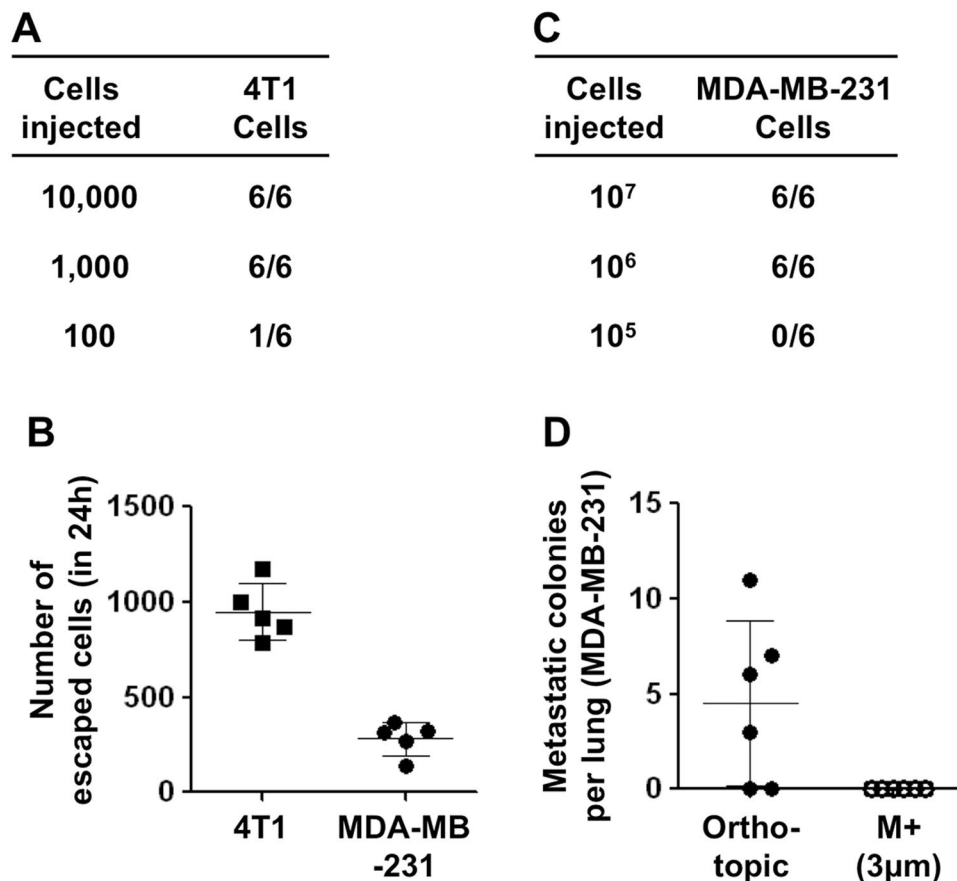 A
Cells injected 4T1 Cells
10,000 6/6
1,000 6/6
100 1/6
C
Cells injected MDA-MB-231 Cells
10⁷ 6/6
10⁶ 6/6
10⁵ 0/6
B
Number of
escaped cells (in 24h)
1500
1000
500
0
4T1
MDA-MB
-231
D
Metastatic colonies
per lung (MDA-MB-231)
15
10
5
0
Ortho-
topic
M+
(3µm)